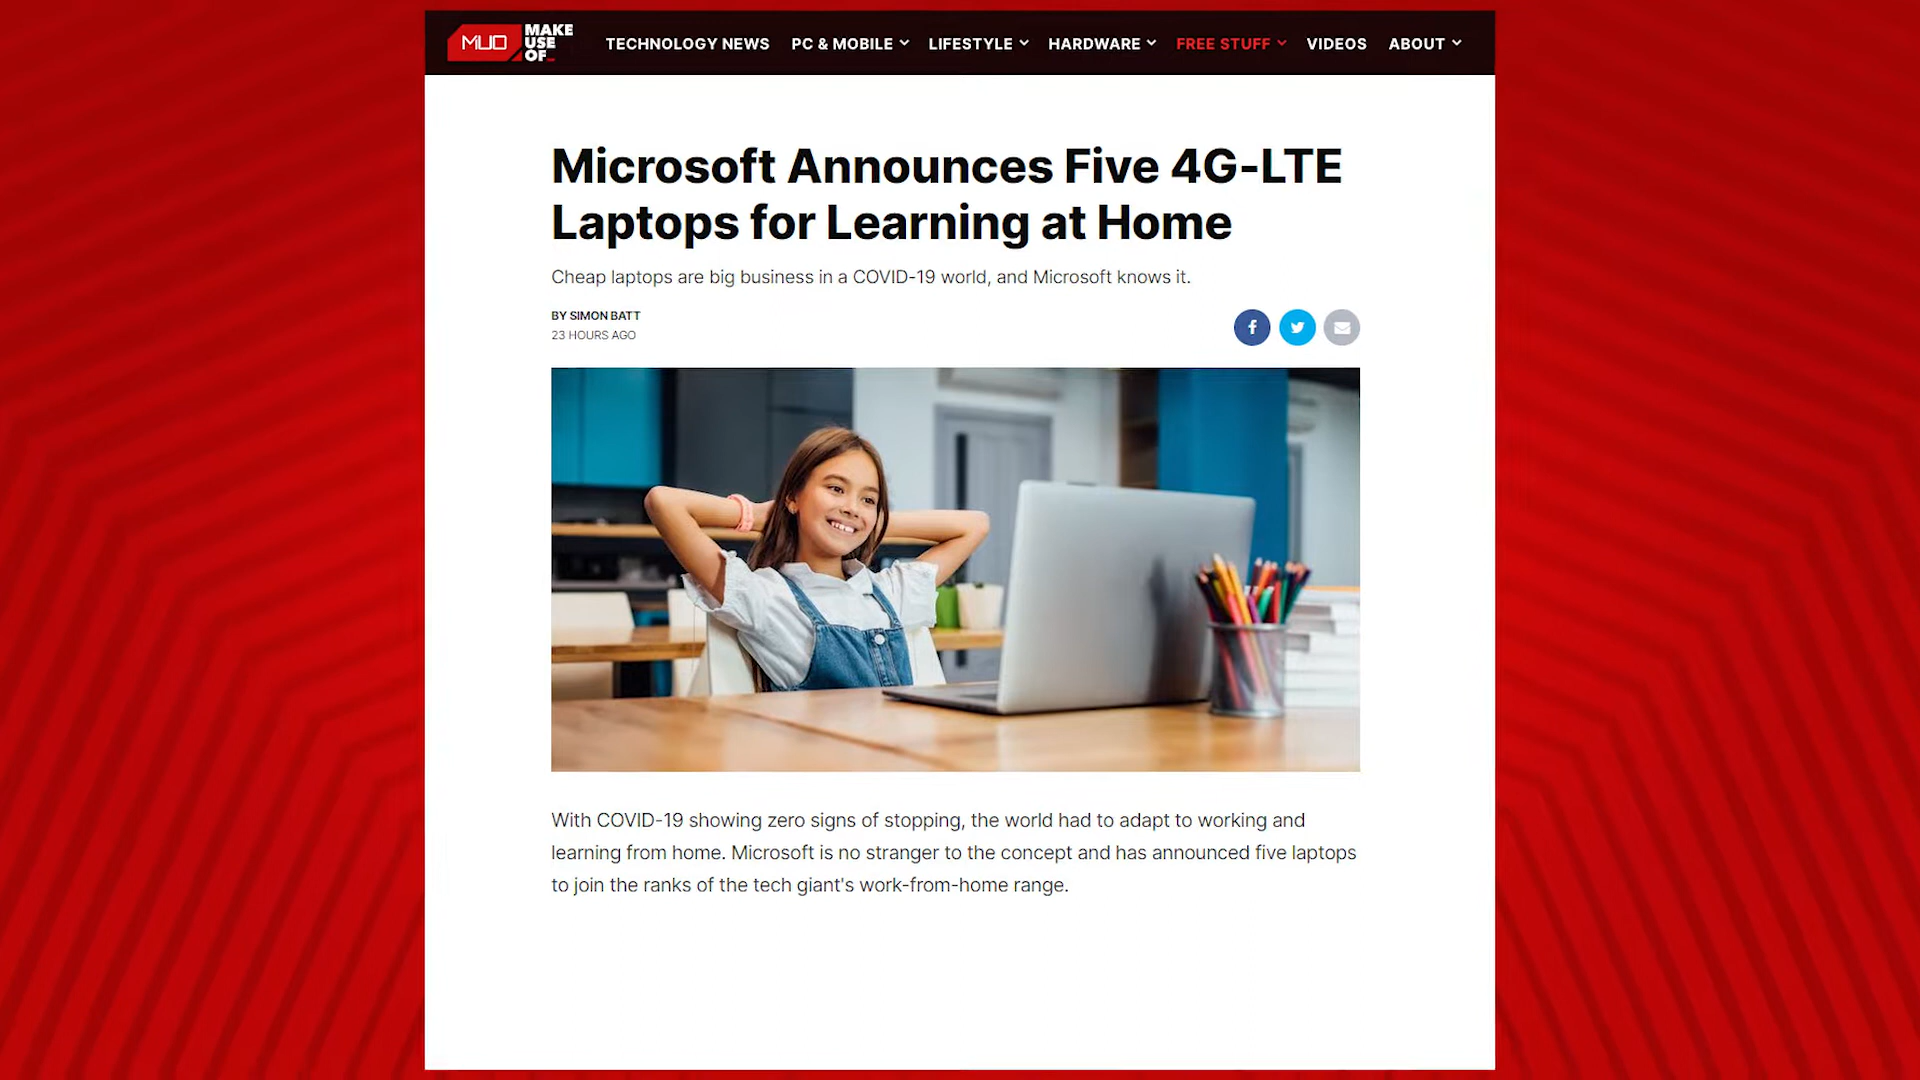 MUO MAKE USE OF_
TECHNOLOGY NEWS PC & MOBILE LIFESTYLE HARDWARE FREE STUFF VIDEOS ABOUT
Microsoft Announces Five 4G-LTE
Laptops for Learning at Home
Cheap laptops are big business in a COVID-19 world, and Microsoft knows it.
BY SIMON BATT
23 HOURS AGO
With COVID-19 showing zero signs of stopping, the world had to adapt to working and
learning from home. Microsoft is no stranger to the concept and has announced five laptops
to join the ranks of the tech giant's work-from-home range.